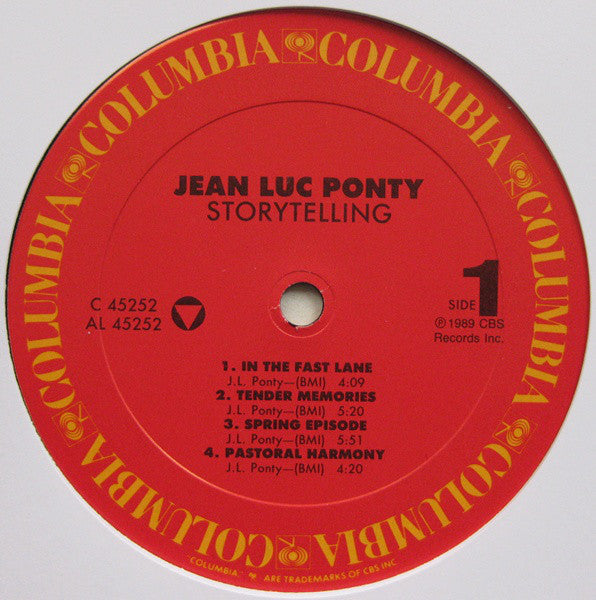 COLUMBIA COLUMBIA COLUMBIA COLUMBIA COLUMBIA COLUMBIA
JEAN LUC PONTY
STORYTELLING
C 45252
AL 45252
SIDE 1
℗ 1989 CBS
Records Inc.
1. IN THE FAST LANE
J.L. Ponty—(BMI) 4:09
2. TENDER MEMORIES
J.L. Ponty—(BMI) 5:20
3. SPRING EPISODE
J.L. Ponty—(BMI) 5:51
4. PASTORAL HARMONY
J.L. Ponty—(BMI) 4:20
COLUMBIA, ARE TRADEMARKS OF CBS INC.